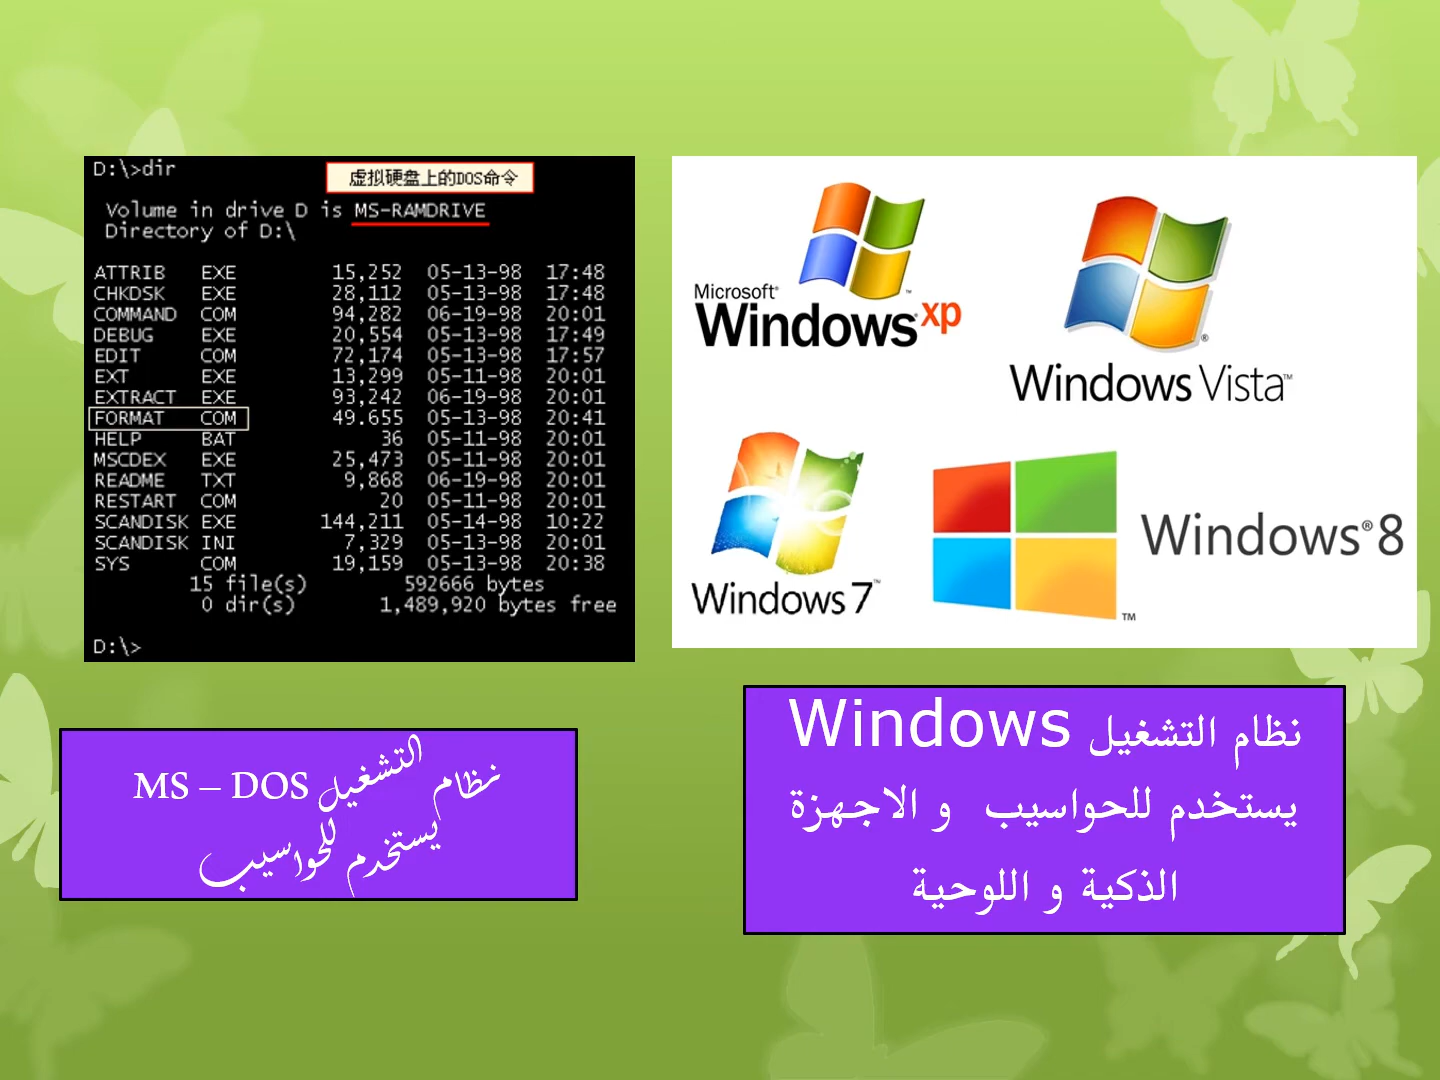 D:\>dir
虚拟硬盘上的DOS命令
Volume in drive D is MS-RAMDRIVE
Directory of D:\
ATTRIB EXE 15,252 05-13-98 17:48
CHKDSK EXE 28,112 05-13-98 17:48
COMMAND COM 94,282 06-19-98 20:01
DEBUG EXE 20,554 05-13-98 17:49
EDIT COM 72,174 05-13-98 17:57
EXT EXE 13,299 05-11-98 20:01
EXTRACT EXE 93,242 06-19-98 20:01
FORMAT COM 49.655 05-13-98 20:41
HELP BAT 36 05-11-98 20:01
MSCDEX EXE 25,473 05-11-98 20:01
README TXT 9,868 06-19-98 20:01
RESTART COM 20 05-11-98 20:01
SCANDISK EXE 144,211 05-14-98 10:22
SCANDISK INI 7,329 05-13-98 20:01
SYS COM 19,159 05-13-98 20:38
15 file(s) 592666 bytes
0 dir(s) 1,489,920 bytes free
D:\>
Microsoft®
Windows® xp™
Windows Vista™
Windows 7™
Windows® 8™
نظام التشغيل MS – DOS
يستخدم للحواسيب
نظام التشغيل Windows
يستخدم للحواسيب و الاجهزة
الذكية و اللوحية